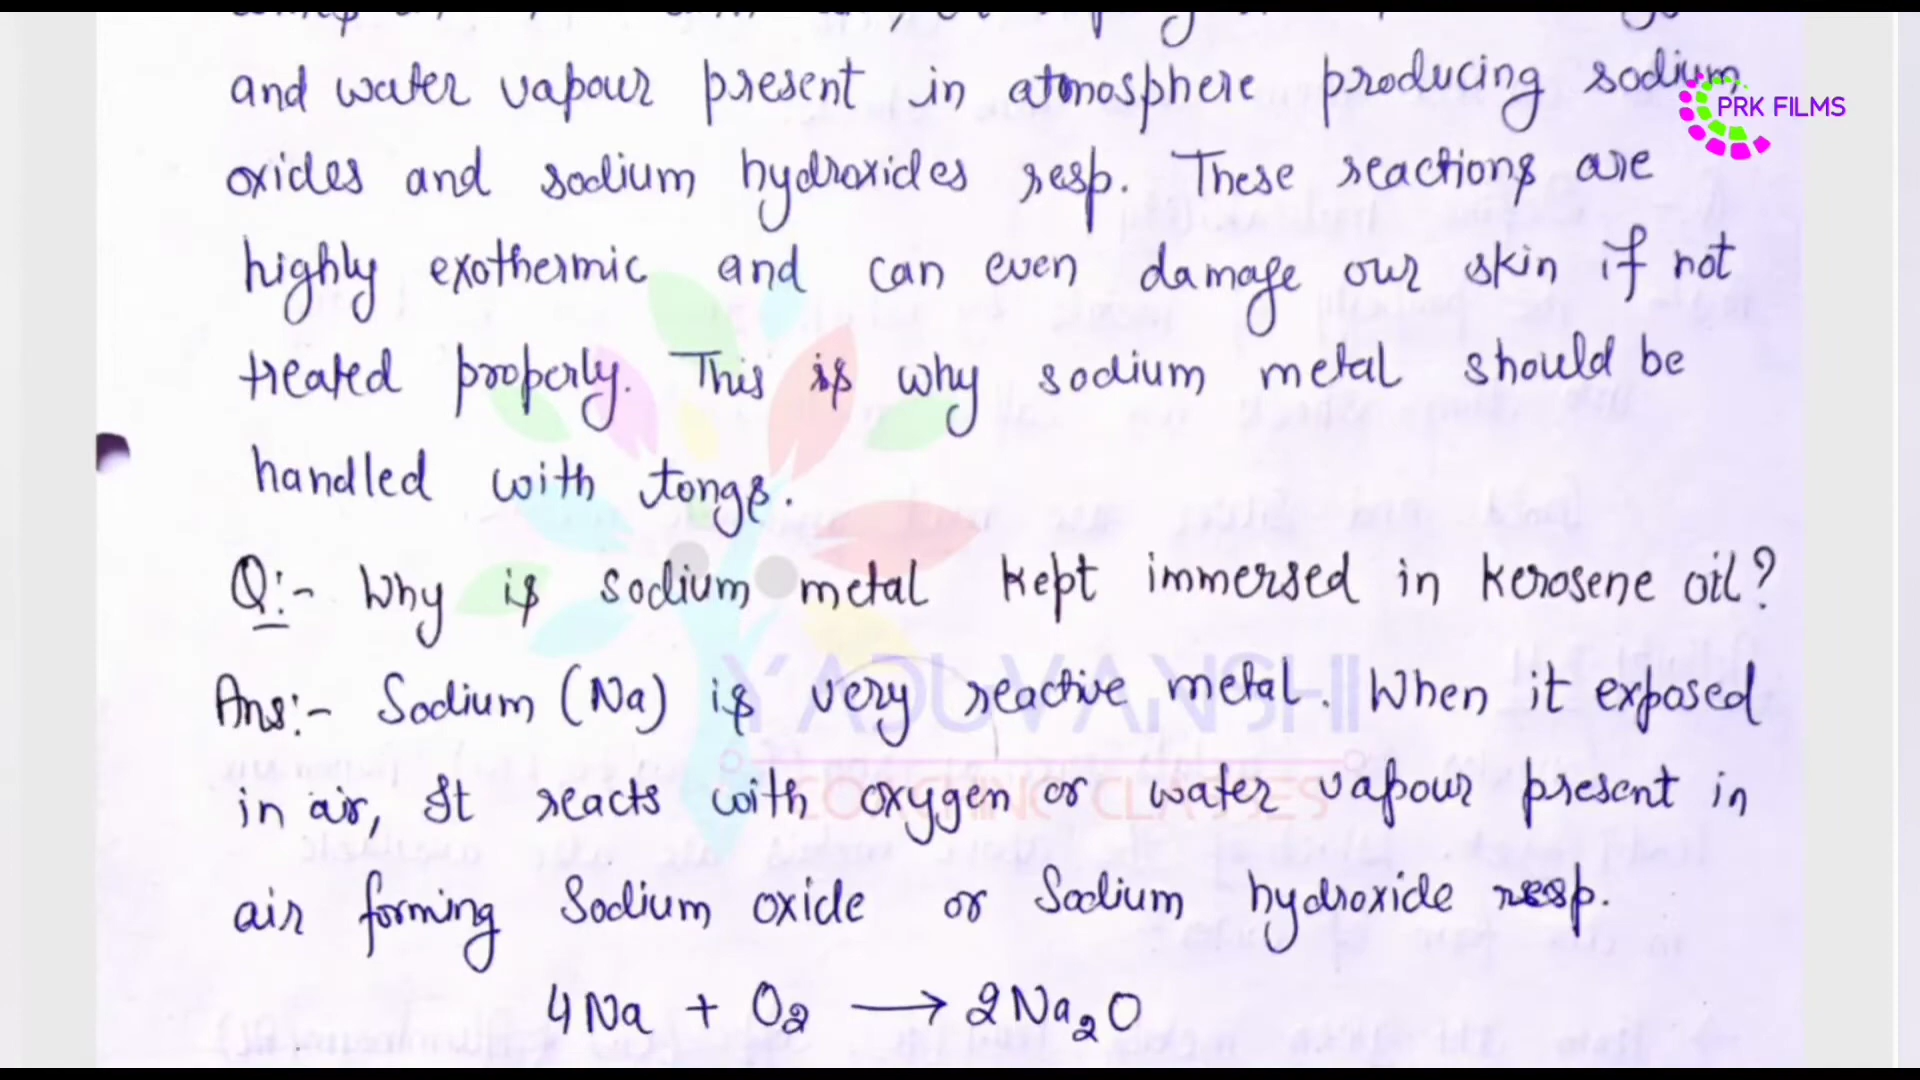 and water vapour present in atmosphere producing sodium
PRK FILMS
oxides and sodium hydroxides resp. These reactions are
highly exothermic and can even damage our skin if not
treated properly. This is why sodium metal should be
handled with tongs.
Q:- Why is sodium metal kept immersed in kerosene oil?
Ans:- Sodium (Na) is very reactive metal. When it exposed
YADUVANSHI
in air, It reacts with oxygen or water vapour present in
COACHING CLASSES
air forming Sodium oxide or Sodium hydroxide resp.
4Na + O₂ → 2Na₂O